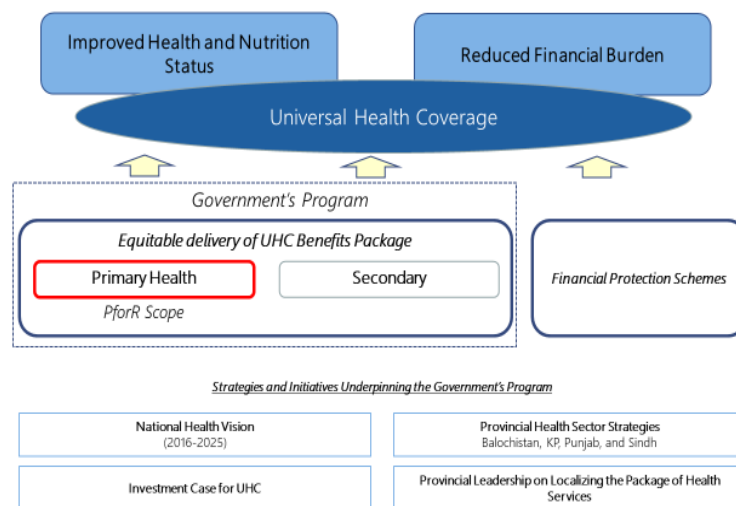 Improved Health and Nutrition
Status
Reduced Financial Burden
Universal Health Coverage
Government's Program
Equitable delivery of UHC Benefits Package
Primary Health
Secondary
PforR Scope
Financial Protection Schemes
Strategies and Initiatives Underpinning the Government's Program
National Health Vision
(2016-2025)
Provincial Health Sector Strategies
Balochistan, KP, Punjab, and Sindh
Investment Case for UHC
Provincial Leadership on Localizing the Package of Health
Services